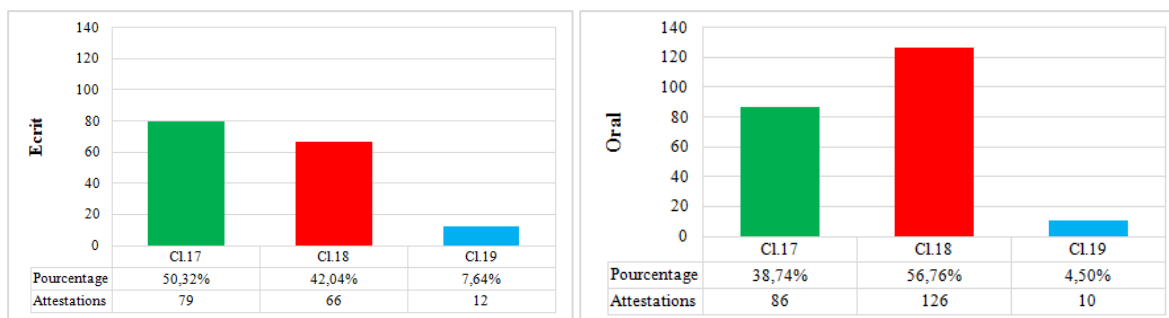 140
120
100
80
60
40
20
0
Ecrit
Cl.17 Cl.18 Cl.19
Pourcentage 50,32% 42,04% 7,64%
Attestations 79 66 12
140
120
100
80
60
40
20
0
Oral
Cl.17 Cl.18 Cl.19
Pourcentage 38,74% 56,76% 4,50%
Attestations 86 126 10